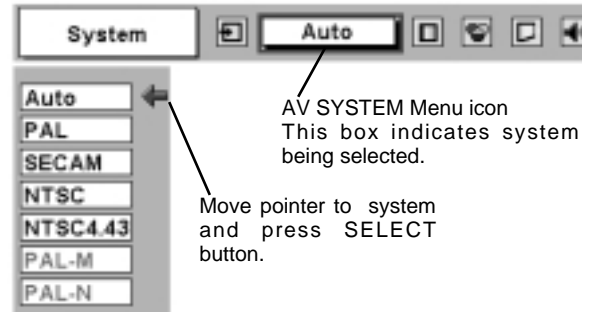 System
Auto
Auto
PAL
SECAM
NTSC
NTSC4.43
PAL-M
PAL-N
AV SYSTEM Menu icon
This box indicates system
being selected.
Move pointer to system
and press SELECT
button.